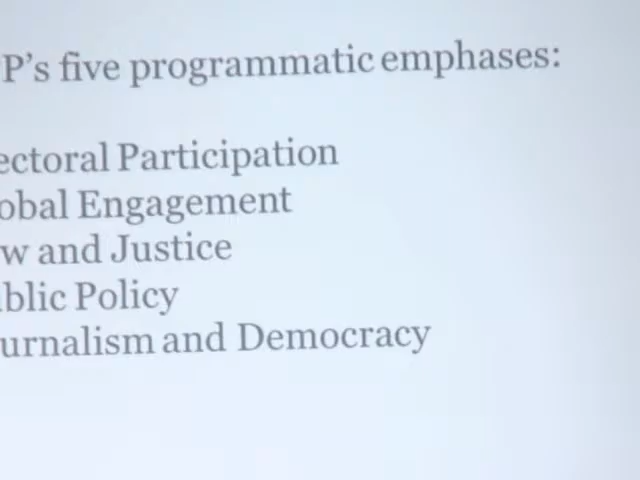 P's five programmatic emphases:
ectoral Participation
obal Engagement
w and Justice
blic Policy
urnalism and Democracy